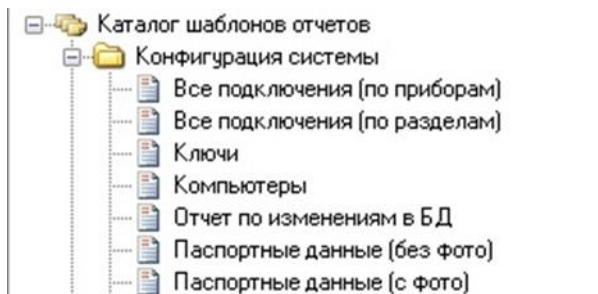 Каталог шаблонов отчетов
Конфигурация системы
Все подключения (по приборам)
Все подключения (по разделам)
Ключи
Компьютеры
Отчет по изменениям в БД
Паспортные данные (без фото)
Паспортные данные (с фото)